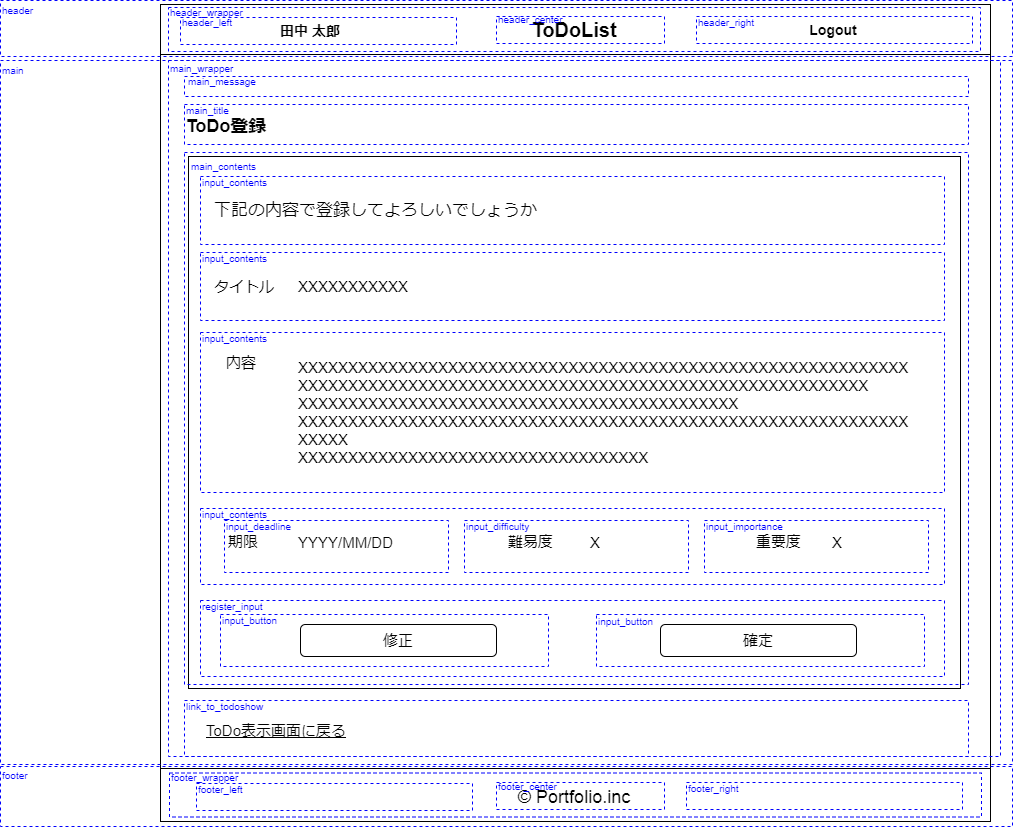 header
header_wrapper
header_left
田中 太郎
header_center
ToDoList
header_right
Logout
main
main_wrapper
main_message
main_title
ToDo登録
main_contents
input_contents
下記の内容で登録してよろしいでしょうか
input_contents
タイトル XXXXXXXXXXX
input_contents
内容
XXXXXXXXXXXXXXXXXXXXXXXXXXXXXXXXXXXXXXXXXXXXXXXXXXXXXXXXXXXXX
XXXXXXXXXXXXXXXXXXXXXXXXXXXXXXXXXXXXXXXXXXXXXXXXXXXXXXXXX
XXXXXXXXXXXXXXXXXXXXXXXXXXXXXXXXXXXXXXXXXXXX
XXXXXXXXXXXXXXXXXXXXXXXXXXXXXXXXXXXXXXXXXXXXXXXXXXXXXXXXXXXXX
XXXXX
XXXXXXXXXXXXXXXXXXXXXXXXXXXXXXXXXXX
input_contents
input_deadline
期限 YYYY/MM/DD
input_difficulty
難易度 X
input_importance
重要度 X
register_input
input_button
修正
input_button
確定
link_to_todoshow
ToDo表示画面に戻る
footer
footer_wrapper
footer_left
footer_center
© Portfolio.inc
footer_right